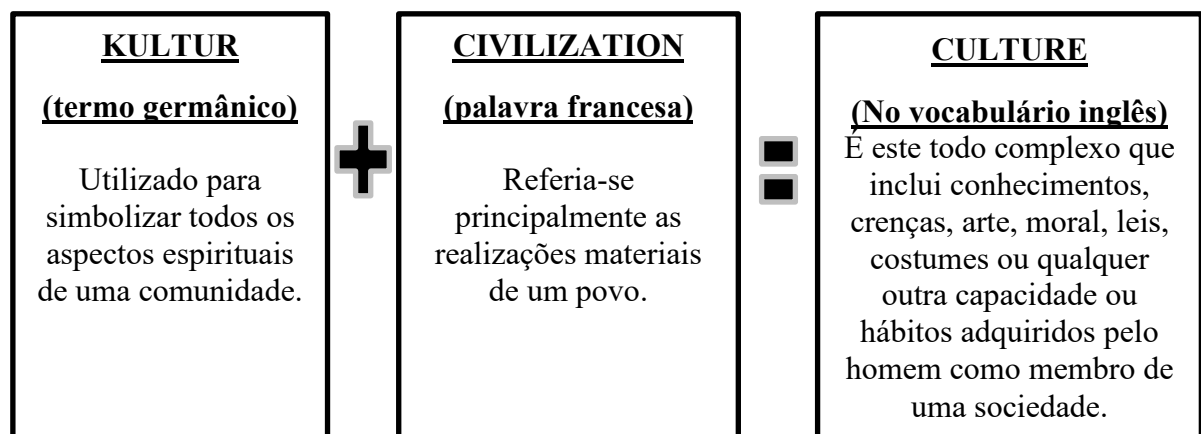 KULTUR
(termo germânico)
Utilizado para
simbolizar todos os
aspectos espirituais
de uma comunidade.
CIVILIZATION
(palavra francesa)
Referia-se
principalmente as
realizações materiais
de um povo.
CULTURE
(No vocabulário inglês)
É este todo complexo que
inclui conhecimentos,
crenças, arte, moral, leis,
costumes ou qualquer
outra capacidade ou
hábitos adquiridos pelo
homem como membro de
uma sociedade.